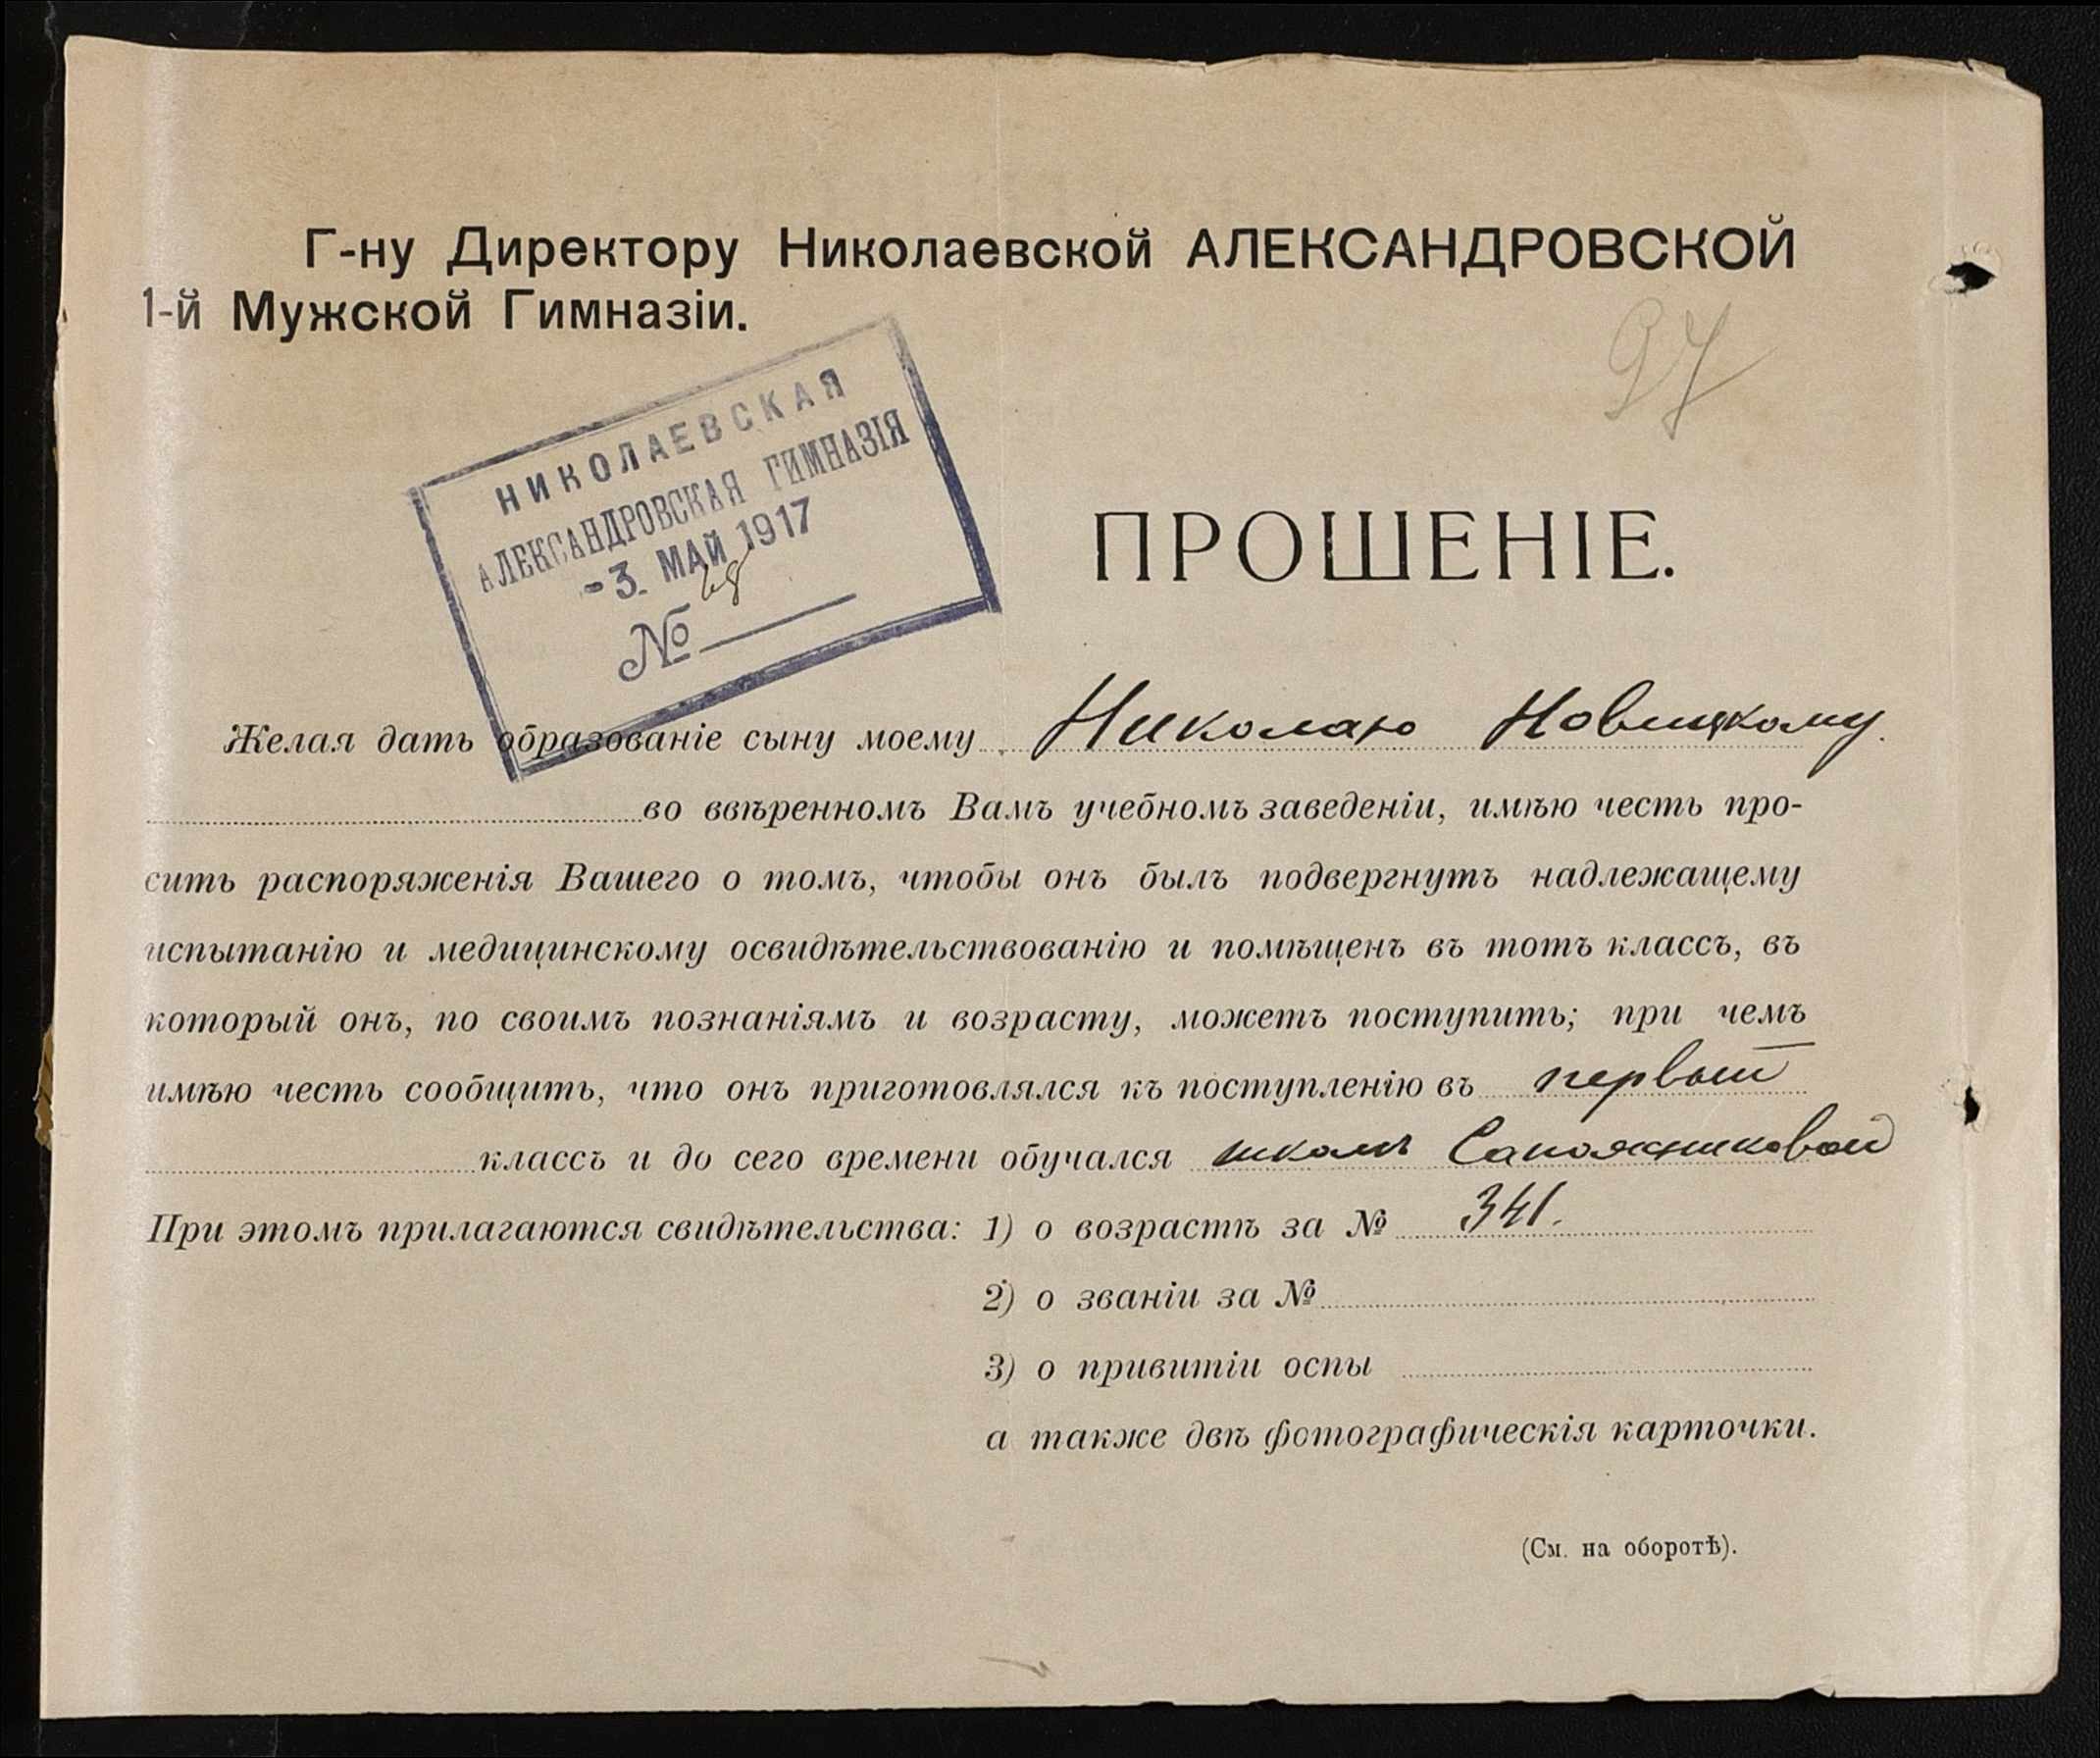 Г-ну Директору Николаевской АЛЕКСАНДРОВСКОЙ
1-й Мужской Гимназіи.
97
НИКОЛАЕВСКАЯ
АЛЕКСАНДРОВСКАЯ ГИМНАЗІЯ
-3. МАЙ 1917
№ 68
ПРОШЕНІЕ.
Желая дать образованіе сыну моему Николаю Новицкому.
во ввѣренномъ Вамъ учебномъ заведеніи, имѣю честь про-
сить распоряженія Вашего о томъ, чтобы онъ былъ подвергнутъ надлежащему
испытанію и медицинскому освидѣтельствованію и помѣщенъ въ тотъ классъ, въ
который онъ, по своимъ познаніямъ и возрасту, можетъ поступить; при чемъ
имѣю честь сообщить, что онъ приготовлялся къ поступленію въ первый
классъ и до сего времени обучался школѣ Сапожниковой
При этомъ прилагаются свидѣтельства: 1) о возрастѣ за № 341.
2) о званіи за №
3) о привитіи оспы
а также двѣ фотографическія карточки.
(См. на оборотѣ).